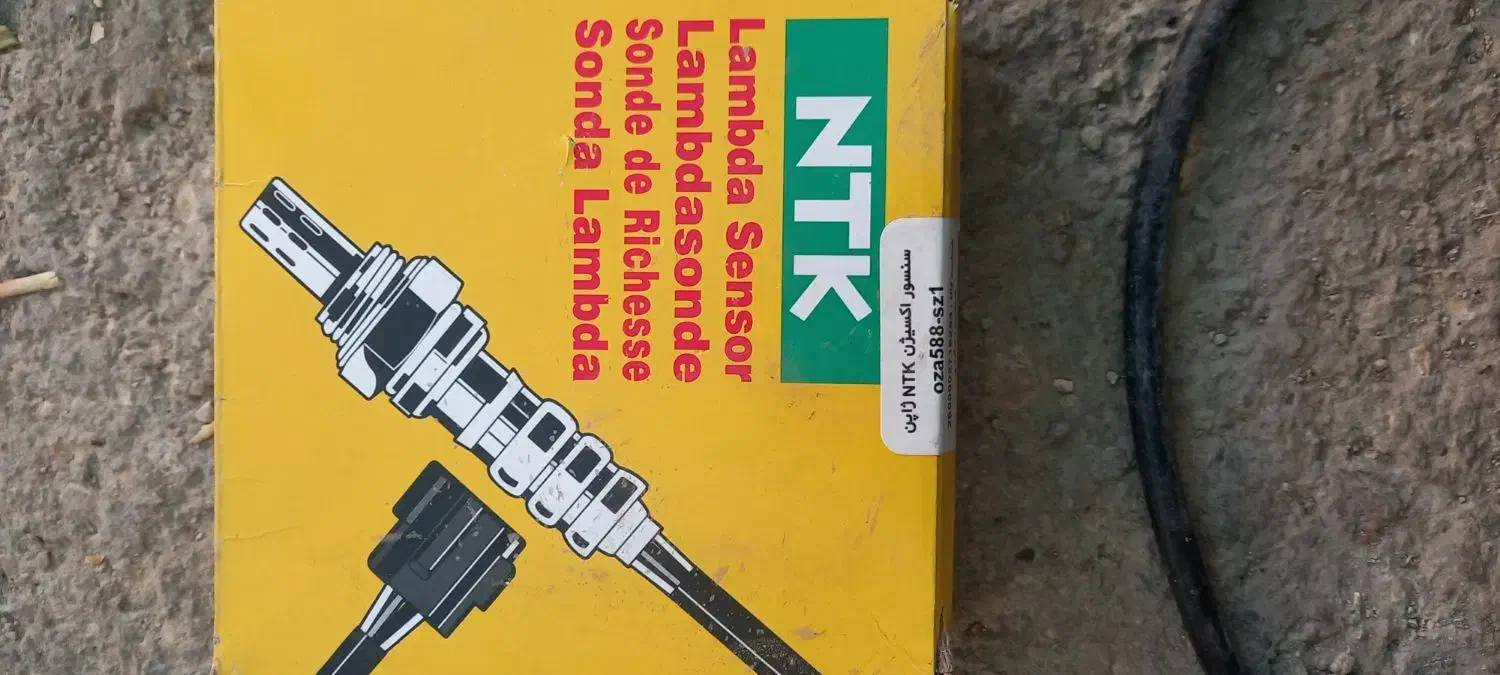 NTK
Lambda Sensor
Lambdasonde
Sonde de Richesse
Sonda Lambda
سنسور اکسیژن NTK ژاپن
oza588-sz1